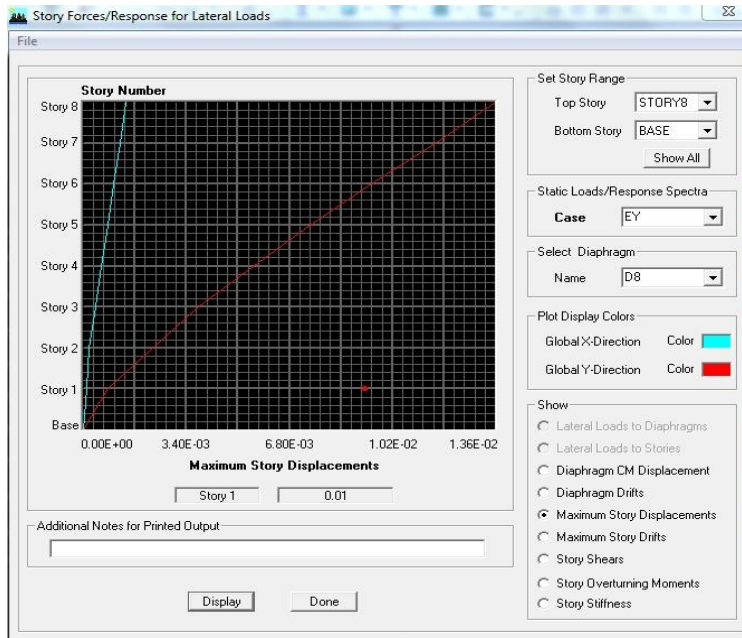 Story Forces/Response for Lateral Loads
File
Story Number
Story 8
Story 7
Story 6
Story 5
Story 4
Story 3
Story 2
Story 1
Base
0.00E+00 3.40E-03 6.80E-03 1.02E-02 1.36E-02
Maximum Story Displacements
Story 1 0.01
Additional Notes for Printed Output
Display Done
Set Story Range
Top Story STORY8
Bottom Story BASE
Show All
Static Loads/Response Spectra
Case EY
Select Diaphragm
Name D8
Plot Display Colors
Global X-Direction Color
Global Y-Direction Color
Show
Lateral Loads to Diaphragms
Lateral Loads to Stories
Diaphragm CM Displacement
Diaphragm Drifts
Maximum Story Displacements
Maximum Story Drifts
Story Shears
Story Overturning Moments
Story Stiffness